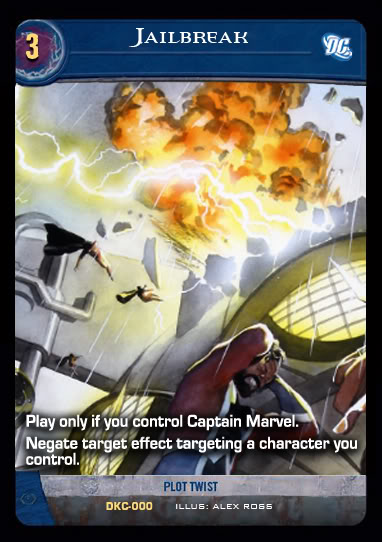 3
JAILBREAK
DC
Play only if you control Captain Marvel.
Negate target effect targeting a character you
control.
PLOT TWIST
DKC-000 ILLUS: ALEX ROSS